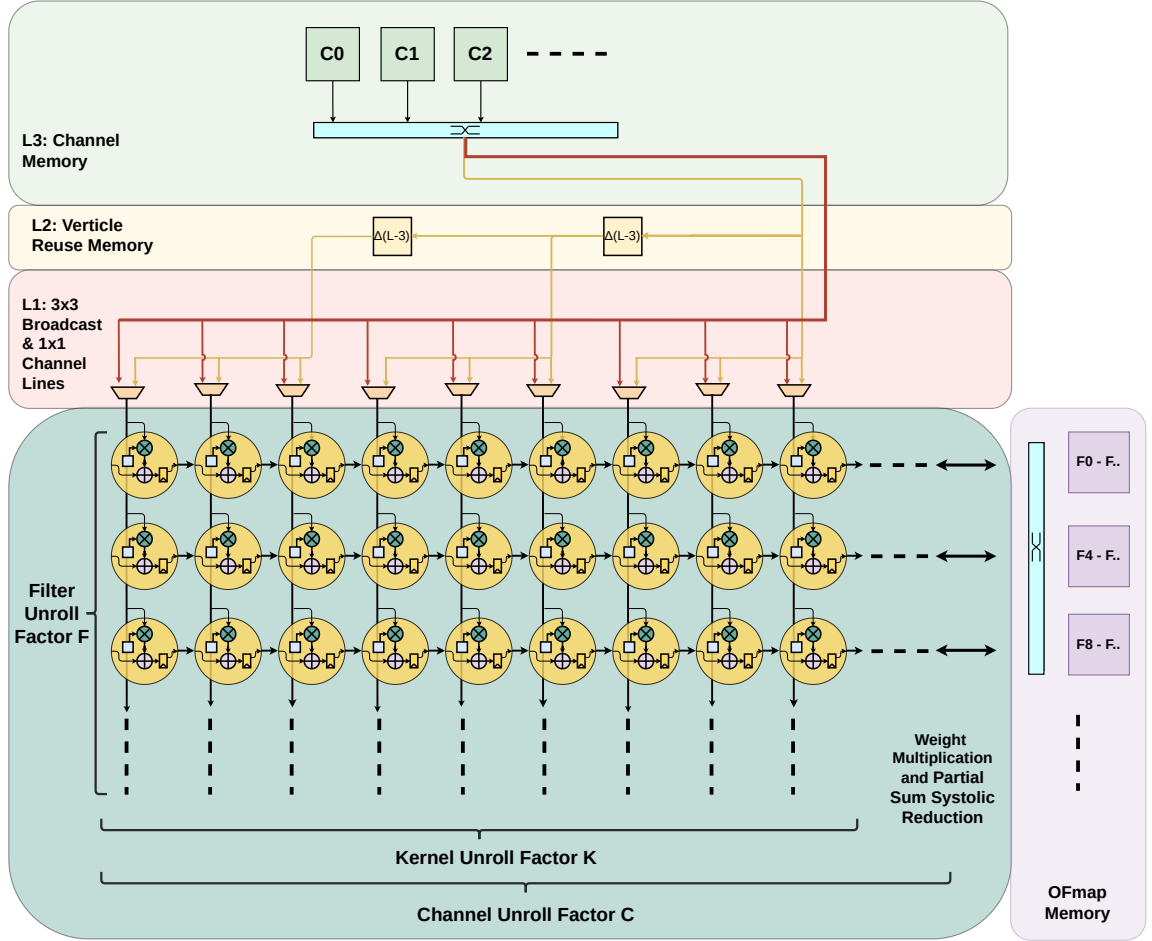 C0
C1
C2
L3: Channel
Memory
L2: Verticle
Reuse Memory
Δ(L-3)
Δ(L-3)
L1: 3x3
Broadcast
& 1x1
Channel
Lines
Filter
Unroll
Factor F
F0 - F..
F4 - F..
F8 - F..
Weight
Multiplication
and Partial
Sum Systolic
Reduction
Kernel Unroll Factor K
Channel Unroll Factor C
OFmap
Memory